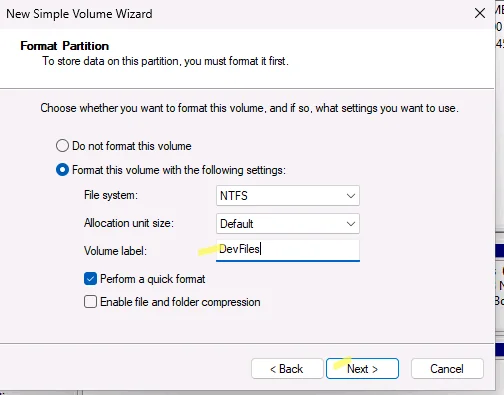 New Simple Volume Wizard
Format Partition
To store data on this partition, you must format it first.
Choose whether you want to format this volume, and if so, what settings you want to use.
Do not format this volume
Format this volume with the following settings:
File system: NTFS
Allocation unit size: Default
Volume label: DevFiles
Perform a quick format
Enable file and folder compression
< Back Next > Cancel